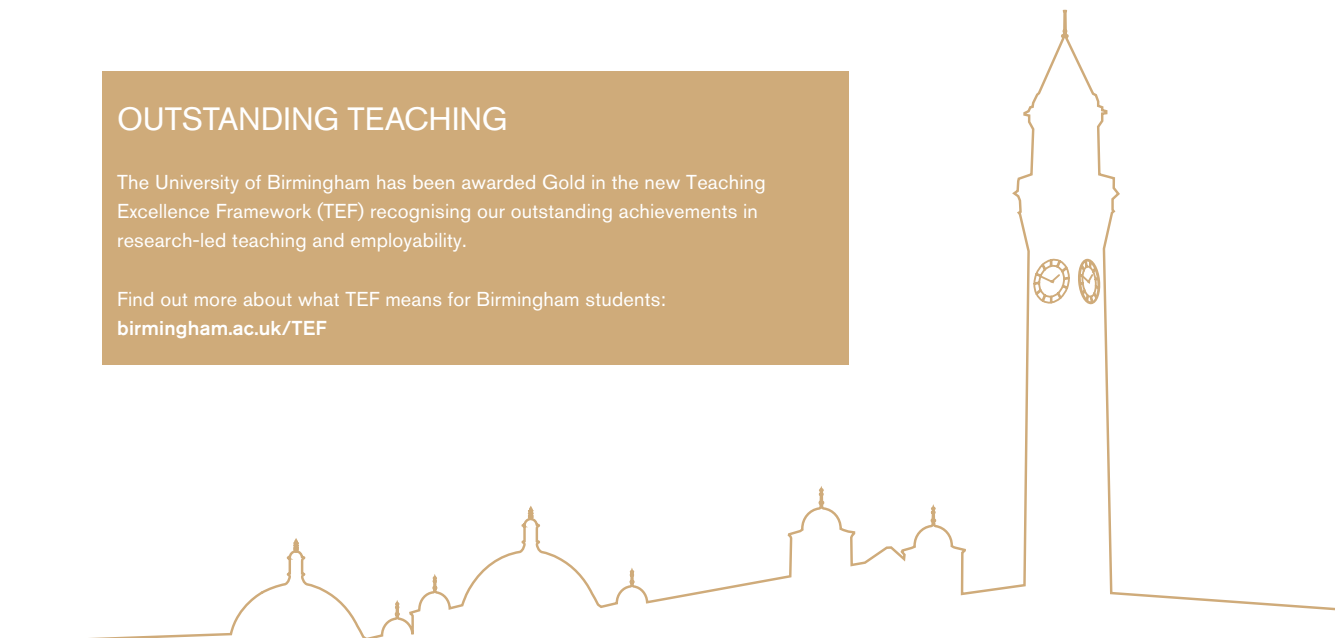 OUTSTANDING TEACHING
The University of Birmingham has been awarded Gold in the new Teaching
Excellence Framework (TEF) recognising our outstanding achievements in
research-led teaching and employability.
Find out more about what TEF means for Birmingham students:
birmingham.ac.uk/TEF